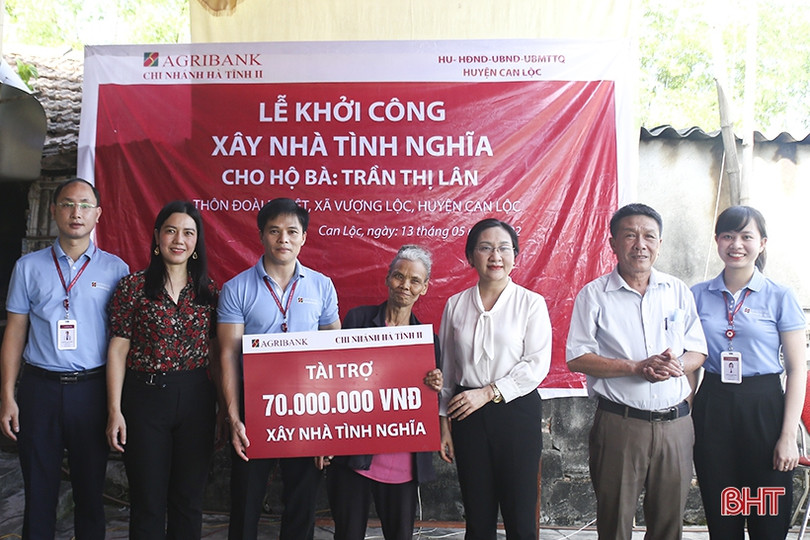 AGRIBANK
CHI NHÁNH HÀ TĨNH II
HU- HĐND-UBND-UBMTTQ
HUYỆN CAN LỘC
LỄ KHỞI CÔNG
XÂY NHÀ TÌNH NGHĨA
CHO HỘ BÀ: TRẦN THỊ LÂN
THÔN ĐOÀI, XÃ VƯỢNG LỘC, HUYỆN CAN LỘC
Can Lộc, ngày: 13 tháng 05
AGRIBANK CHI NHÁNH HÀ TĨNH II
TÀI TRỢ
70.000.000 VNĐ
XÂY NHÀ TÌNH NGHĨA
BHT